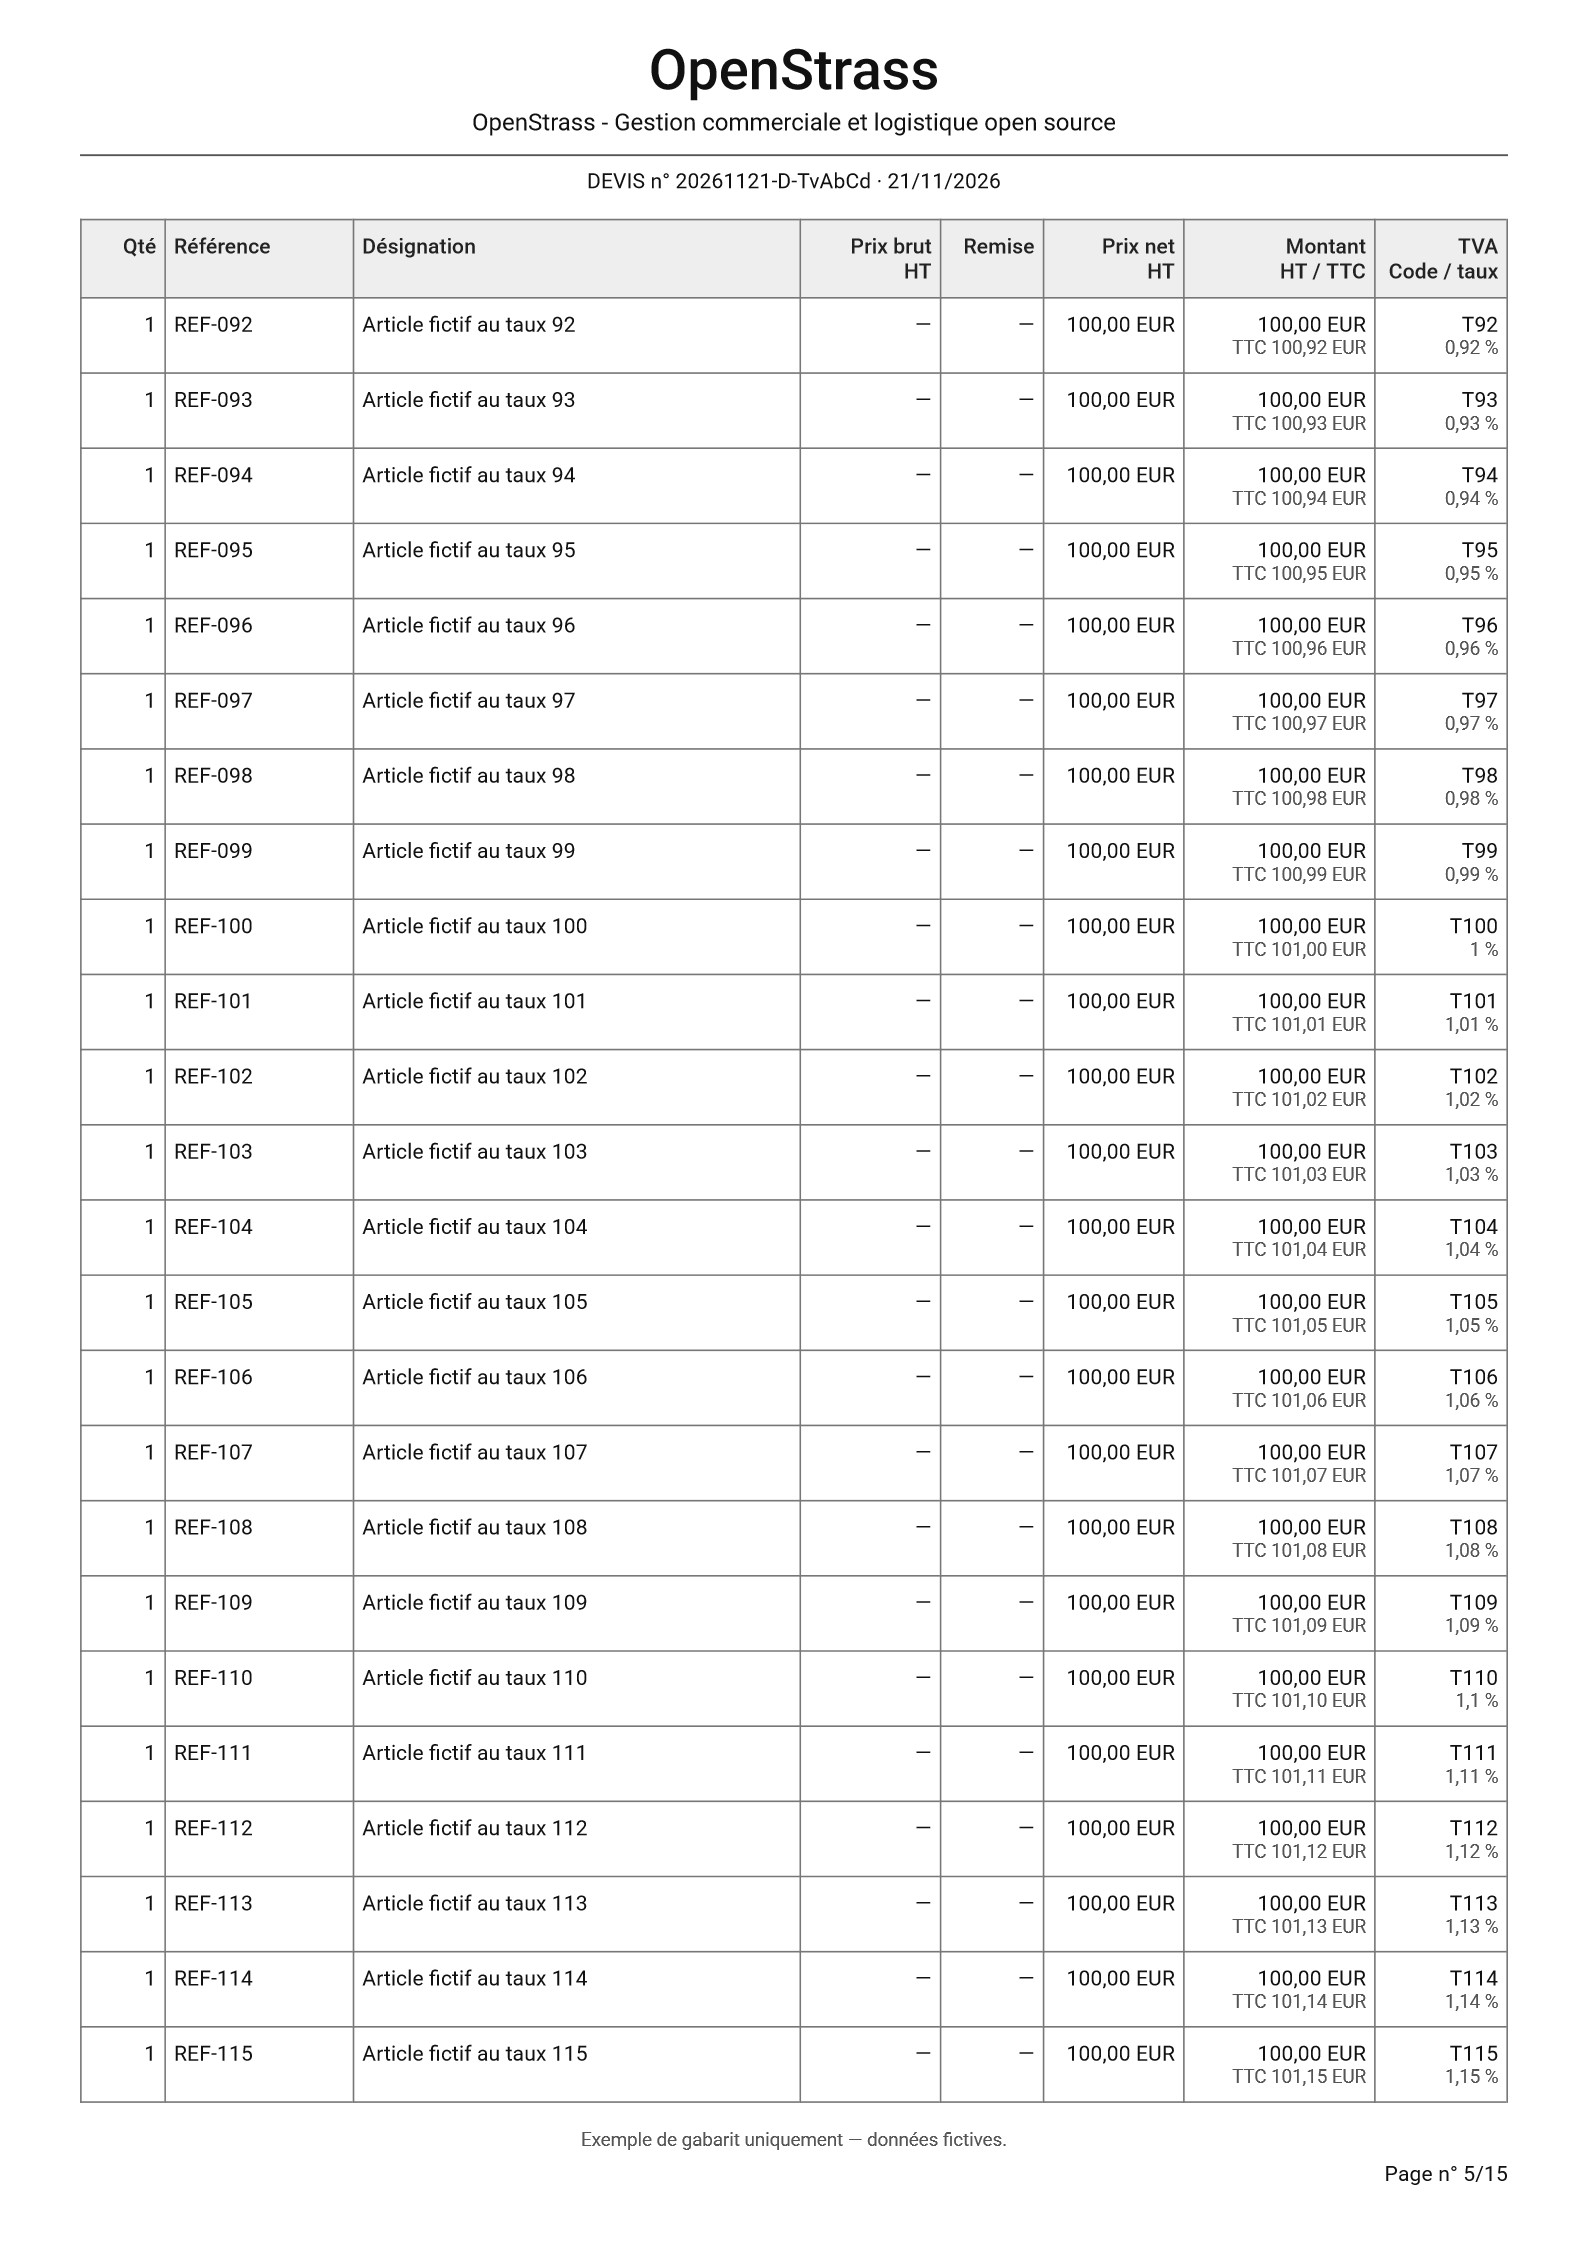 OpenStrass
OpenStrass - Gestion commerciale et logistique open source
DEVIS n° 20261121-D-TvAbCd · 21/11/2026
Qté Référence Désignation Prix brut HT Remise Prix net HT Montant HT / TTC TVA Code / taux
1 REF-092 Article fictif au taux 92 — — 100,00 EUR 100,00 EUR T92
TTC 100,92 EUR 0,92 %
1 REF-093 Article fictif au taux 93 — — 100,00 EUR 100,00 EUR T93
TTC 100,93 EUR 0,93 %
1 REF-094 Article fictif au taux 94 — — 100,00 EUR 100,00 EUR T94
TTC 100,94 EUR 0,94 %
1 REF-095 Article fictif au taux 95 — — 100,00 EUR 100,00 EUR T95
TTC 100,95 EUR 0,95 %
1 REF-096 Article fictif au taux 96 — — 100,00 EUR 100,00 EUR T96
TTC 100,96 EUR 0,96 %
1 REF-097 Article fictif au taux 97 — — 100,00 EUR 100,00 EUR T97
TTC 100,97 EUR 0,97 %
1 REF-098 Article fictif au taux 98 — — 100,00 EUR 100,00 EUR T98
TTC 100,98 EUR 0,98 %
1 REF-099 Article fictif au taux 99 — — 100,00 EUR 100,00 EUR T99
TTC 100,99 EUR 0,99 %
1 REF-100 Article fictif au taux 100 — — 100,00 EUR 100,00 EUR T100
TTC 101,00 EUR 1 %
1 REF-101 Article fictif au taux 101 — — 100,00 EUR 100,00 EUR T101
TTC 101,01 EUR 1,01 %
1 REF-102 Article fictif au taux 102 — — 100,00 EUR 100,00 EUR T102
TTC 101,02 EUR 1,02 %
1 REF-103 Article fictif au taux 103 — — 100,00 EUR 100,00 EUR T103
TTC 101,03 EUR 1,03 %
1 REF-104 Article fictif au taux 104 — — 100,00 EUR 100,00 EUR T104
TTC 101,04 EUR 1,04 %
1 REF-105 Article fictif au taux 105 — — 100,00 EUR 100,00 EUR T105
TTC 101,05 EUR 1,05 %
1 REF-106 Article fictif au taux 106 — — 100,00 EUR 100,00 EUR T106
TTC 101,06 EUR 1,06 %
1 REF-107 Article fictif au taux 107 — — 100,00 EUR 100,00 EUR T107
TTC 101,07 EUR 1,07 %
1 REF-108 Article fictif au taux 108 — — 100,00 EUR 100,00 EUR T108
TTC 101,08 EUR 1,08 %
1 REF-109 Article fictif au taux 109 — — 100,00 EUR 100,00 EUR T109
TTC 101,09 EUR 1,09 %
1 REF-110 Article fictif au taux 110 — — 100,00 EUR 100,00 EUR T110
TTC 101,10 EUR 1,1 %
1 REF-111 Article fictif au taux 111 — — 100,00 EUR 100,00 EUR T111
TTC 101,11 EUR 1,11 %
1 REF-112 Article fictif au taux 112 — — 100,00 EUR 100,00 EUR T112
TTC 101,12 EUR 1,12 %
1 REF-113 Article fictif au taux 113 — — 100,00 EUR 100,00 EUR T113
TTC 101,13 EUR 1,13 %
1 REF-114 Article fictif au taux 114 — — 100,00 EUR 100,00 EUR T114
TTC 101,14 EUR 1,14 %
1 REF-115 Article fictif au taux 115 — — 100,00 EUR 100,00 EUR T115
TTC 101,15 EUR 1,15 %
Exemple de gabarit uniquement — données fictives.
Page n° 5/15